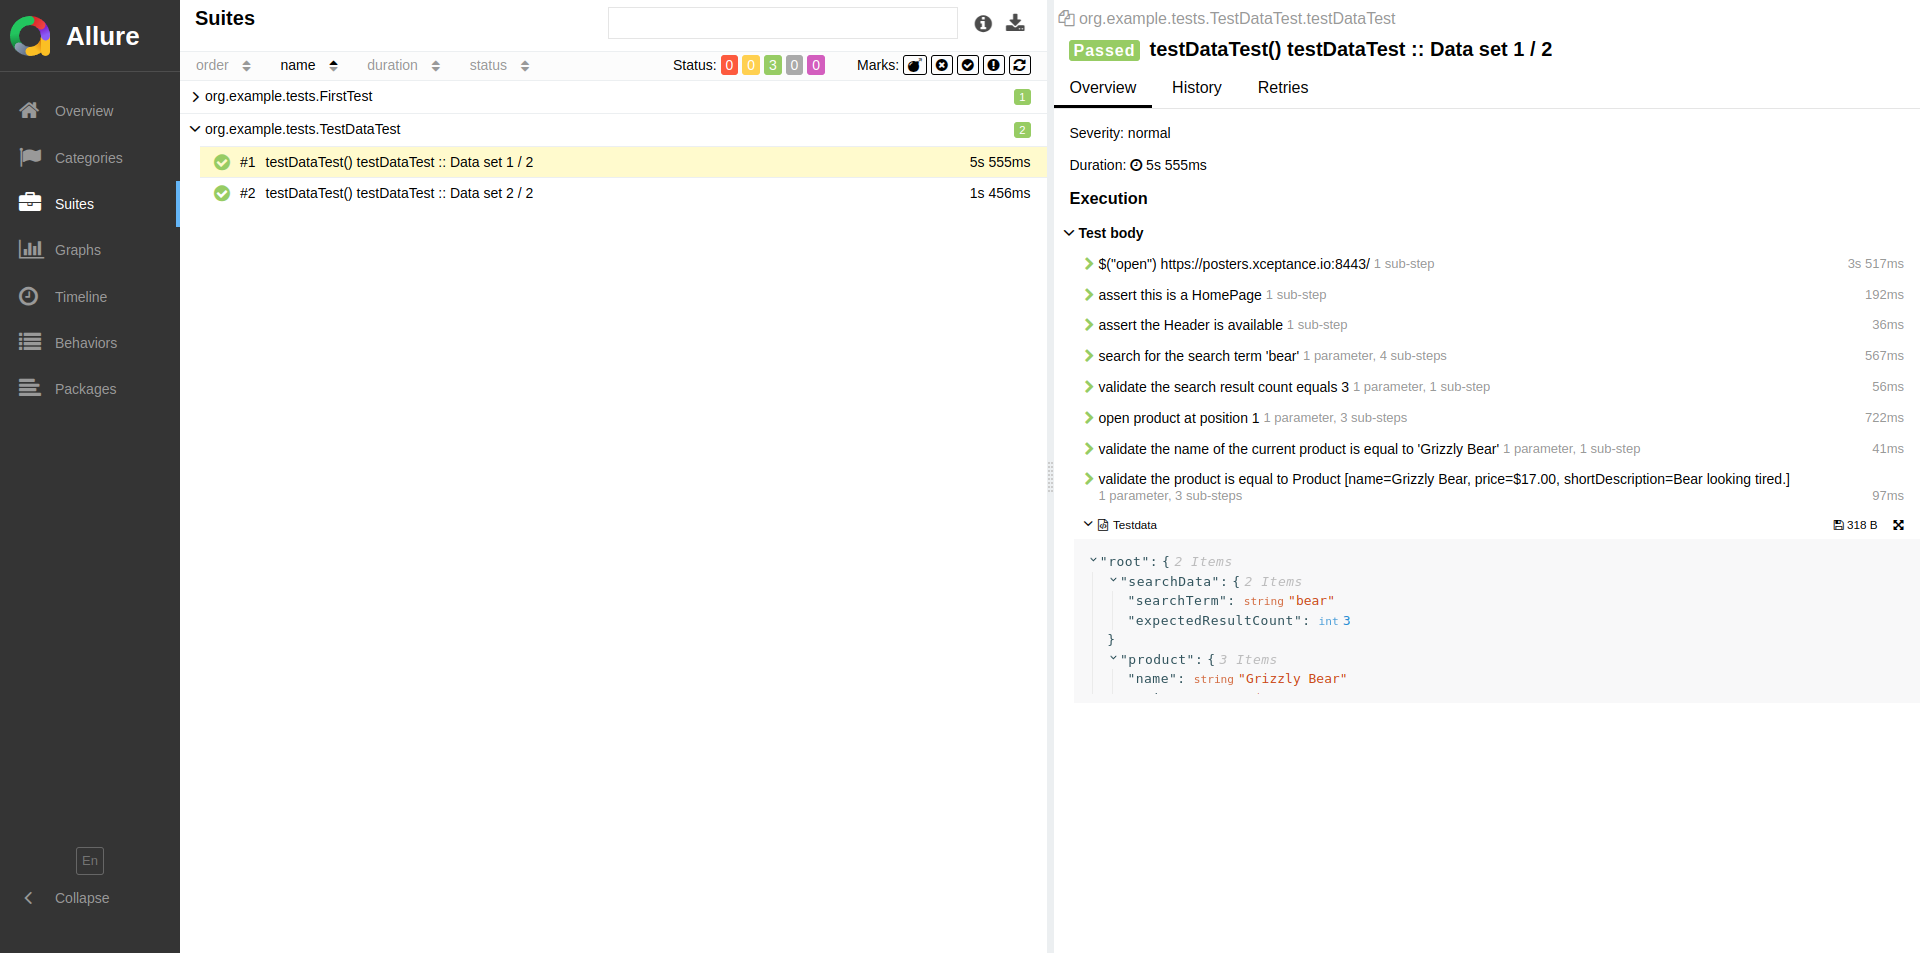 Allure
Overview
Categories
Suites
Graphs
Timeline
Behaviors
Packages
En
Collapse
Suites
order name duration status Status: 0 0 3 0 0 Marks:
org.example.tests.FirstTest 1
org.example.tests.TestDataTest 2
#1 testDataTest() testDataTest :: Data set 1 / 2 5s 555ms
#2 testDataTest() testDataTest :: Data set 2 / 2 1s 456ms
org.example.tests.TestDataTest.testDataTest
Passed testDataTest() testDataTest :: Data set 1 / 2
Overview History Retries
Severity: normal
Duration: 5s 555ms
Execution
Test body
$("open") https://posters.xceptance.io:8443/ 1 sub-step 3s 517ms
assert this is a HomePage 1 sub-step 192ms
assert the Header is available 1 sub-step 36ms
search for the search term 'bear' 1 parameter, 4 sub-steps 567ms
validate the search result count equals 3 1 parameter, 1 sub-step 56ms
open product at position 1 1 parameter, 3 sub-steps 722ms
validate the name of the current product is equal to 'Grizzly Bear' 1 parameter, 1 sub-step 41ms
validate the product is equal to Product [name=Grizzly Bear, price=$17.00, shortDescription=Bear looking tired.]
1 parameter, 3 sub-steps 97ms
Testdata 318 B
"root": { 2 Items
"searchData": { 2 Items
"searchTerm": string "bear"
"expectedResultCount": int 3
}
"product": { 3 Items
"name": string "Grizzly Bear"